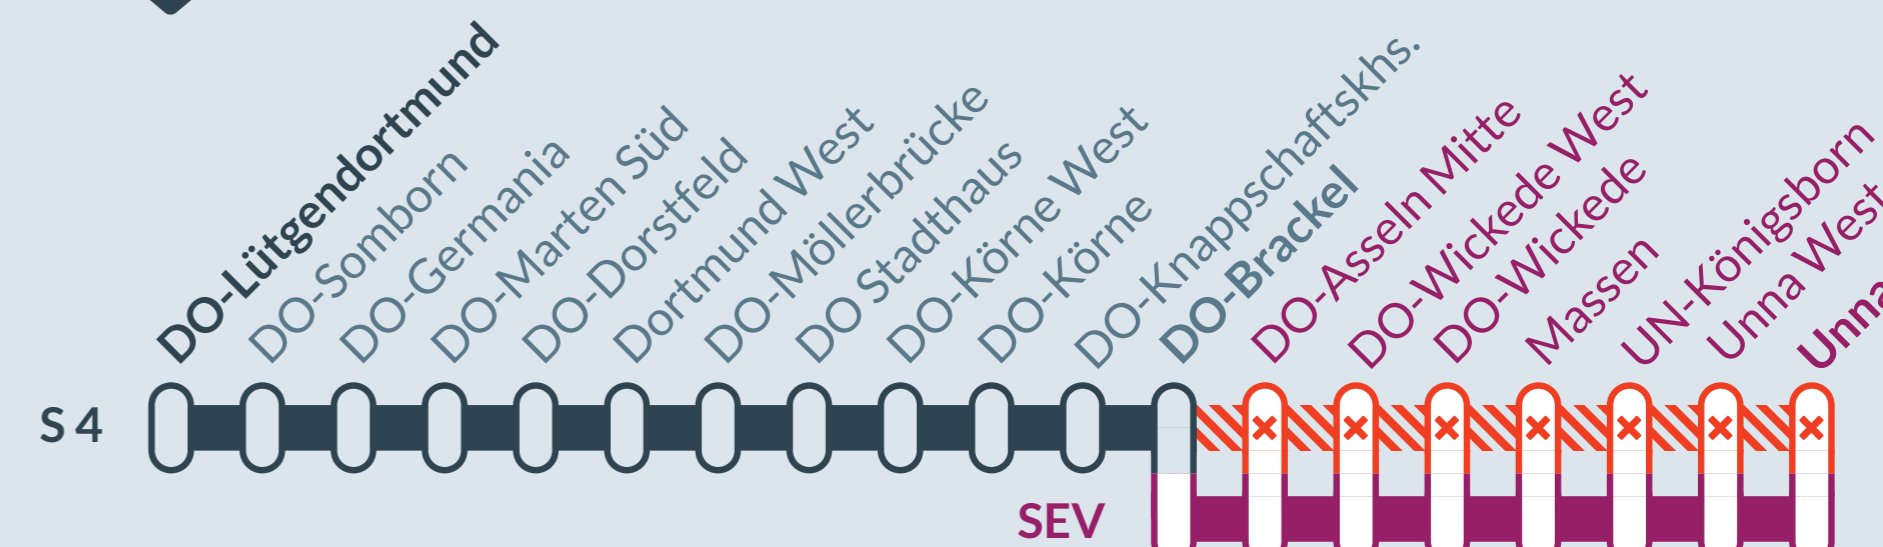 DO-Lütgendortmund
DO-Somborn
DO-Germania
DO-Marten Süd
DO-Dorstfeld
Dortmund West
DO-Möllerbrücke
DO Stadthaus
DO-Körne West
DO-Körne
DO-Knappschaftskhs.
DO-Brackel
DO-Asseln Mitte
DO-Wickede West
DO-Wickede
Massen
UN-Königsborn
Unna West
Unna
S 4
SEV